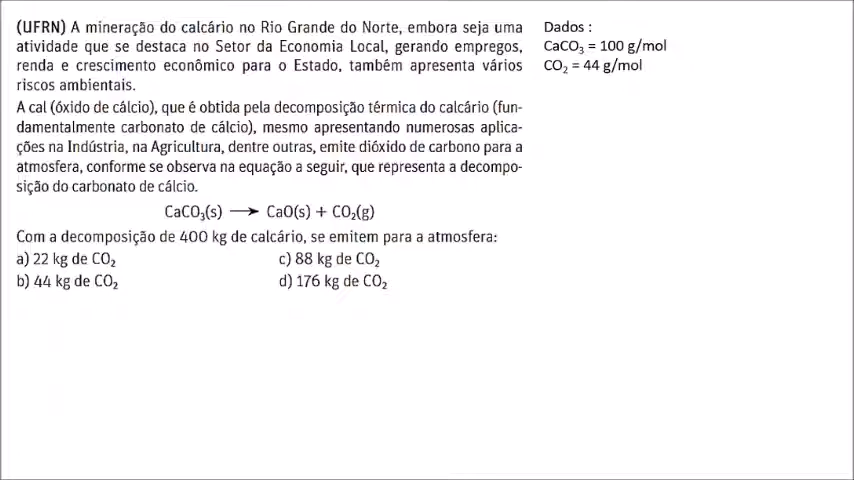 (UFRN) A mineração do calcário no Rio Grande do Norte, embora seja uma
atividade que se destaca no Setor da Economia Local, gerando empregos,
renda e crescimento econômico para o Estado, também apresenta vários
riscos ambientais.
A cal (óxido de cálcio), que é obtida pela decomposição térmica do calcário (fun-
damentalmente carbonato de cálcio), mesmo apresentando numerosas aplica-
ções na Indústria, na Agricultura, dentre outras, emite dióxido de carbono para a
atmosfera, conforme se observa na equação a seguir, que representa a decompo-
sição do carbonato de cálcio.
CaCO₃(s) ⟶ CaO(s) + CO₂(g)
Com a decomposição de 400 kg de calcário, se emitem para a atmosfera:
a) 22 kg de CO₂
b) 44 kg de CO₂
c) 88 kg de CO₂
d) 176 kg de CO₂
Dados :
CaCO₃ = 100 g/mol
CO₂ = 44 g/mol